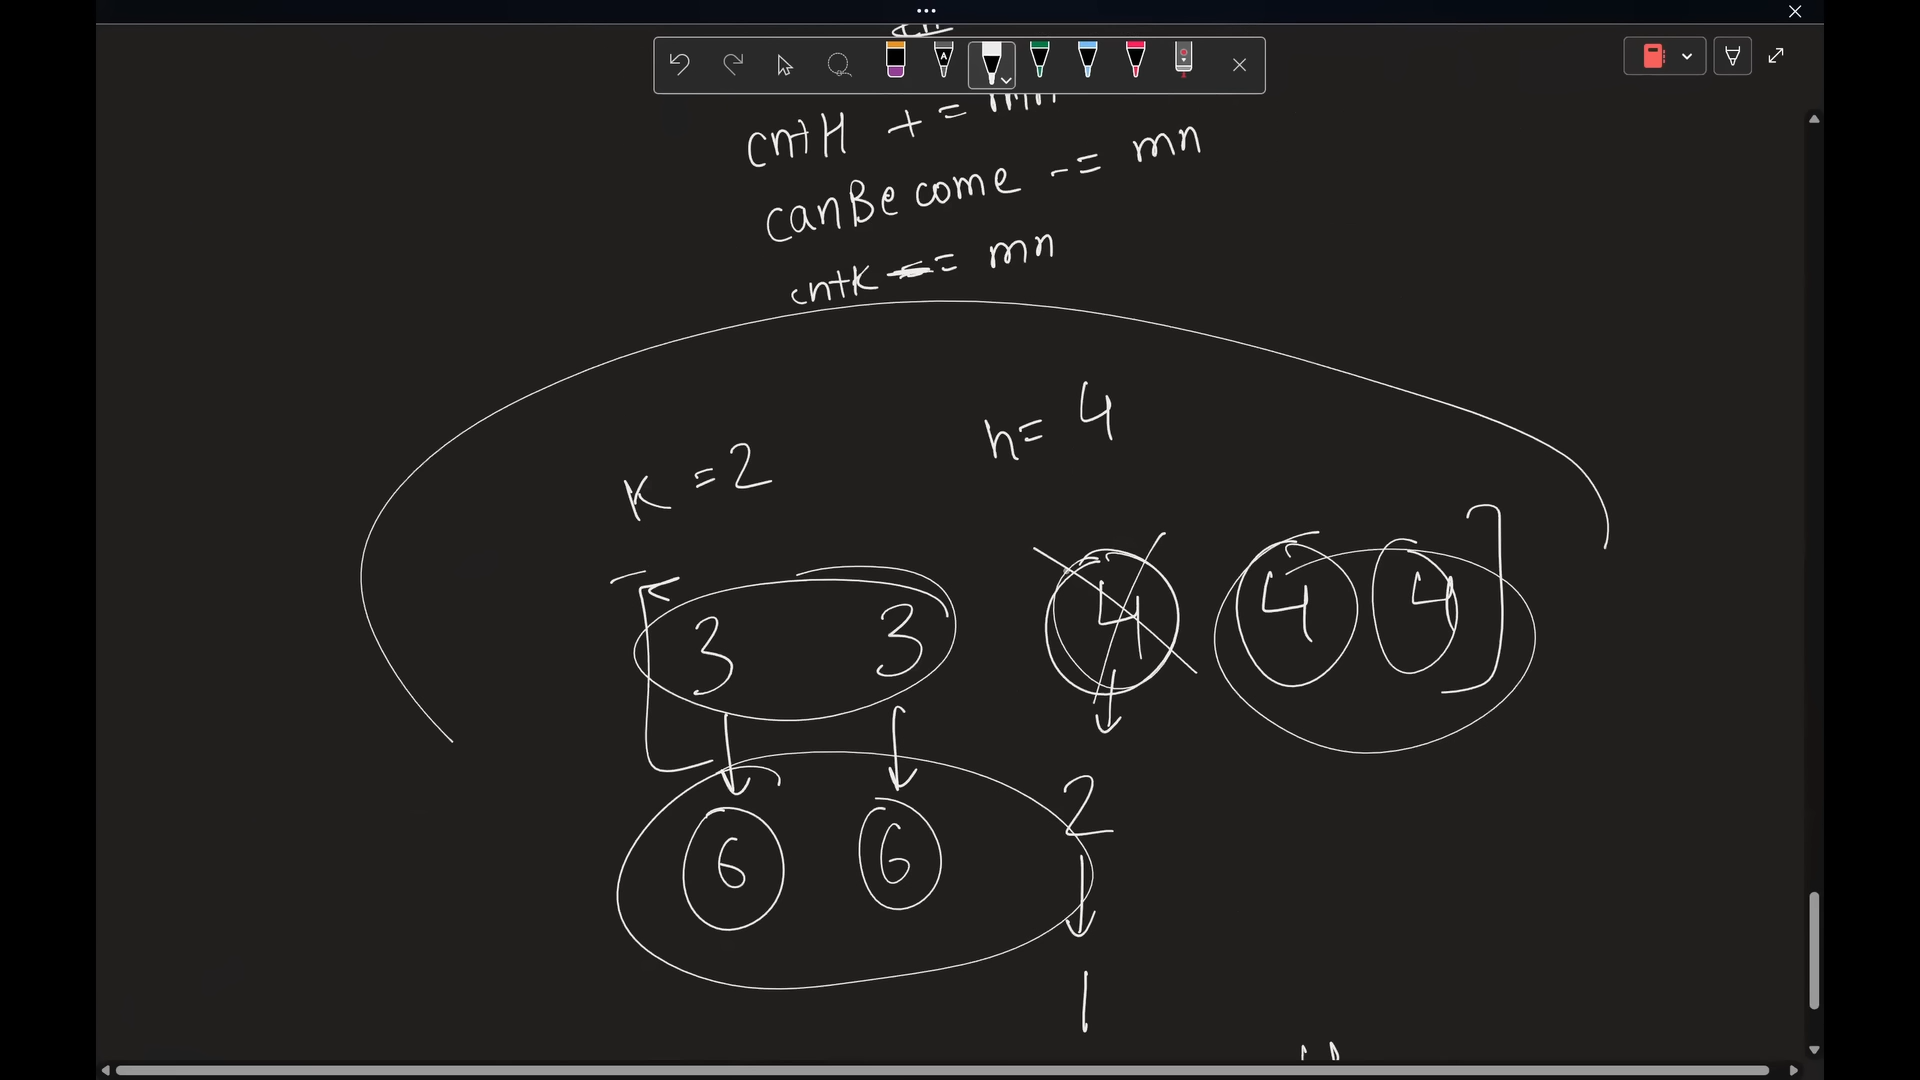 cntH += mn
canBecome -= mn
cntK -= mn
K = 2
h = 4
3 3 4 4 4]
6 6 2
1